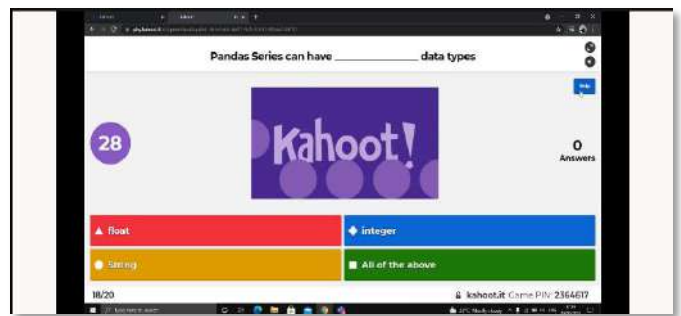 Pandas Series can have ____________ data types
28
Kahoot!
0
Answers
float
integer
String
All of the above
18/20
kahoot.it Game PIN: 2364617